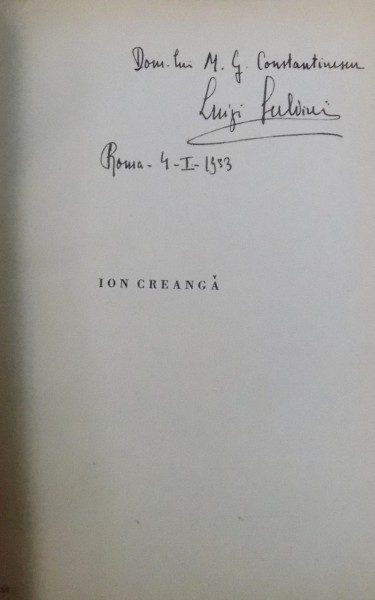 Dom.lui M. G. Constantinescu
Luigi Salvini
Roma - 4-I-1933
ION CREANGĂ